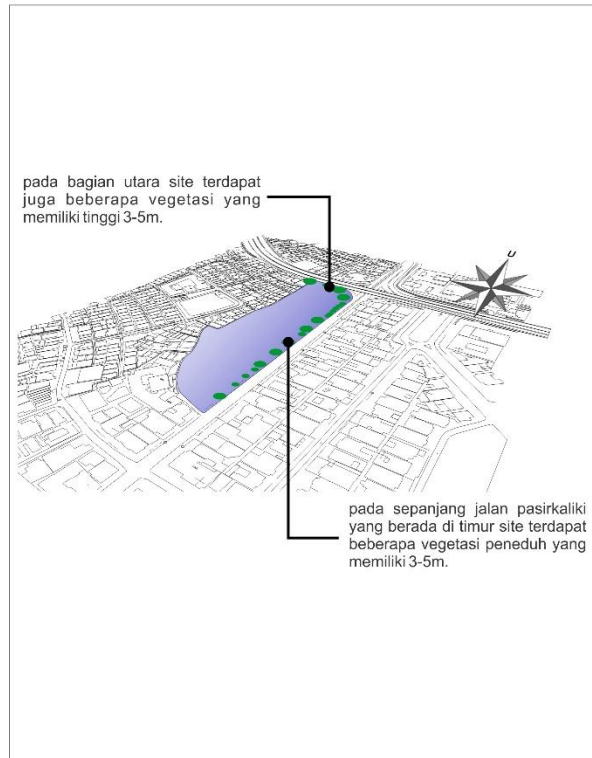 pada bagian utara site terdapat
juga beberapa vegetasi yang
memiliki tinggi 3-5m.
U
pada sepanjang jalan pasirkaliki
yang berada di timur site terdapat
beberapa vegetasi peneduh yang
memiliki 3-5m.